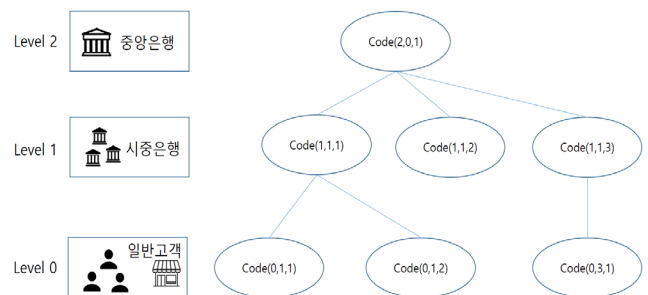 Level 2
중앙은행
Code(2,0,1)
Level 1
시중은행
Code(1,1,1)
Code(1,1,2)
Code(1,1,3)
Level 0
일반고객
Code(0,1,1)
Code(0,1,2)
Code(0,3,1)